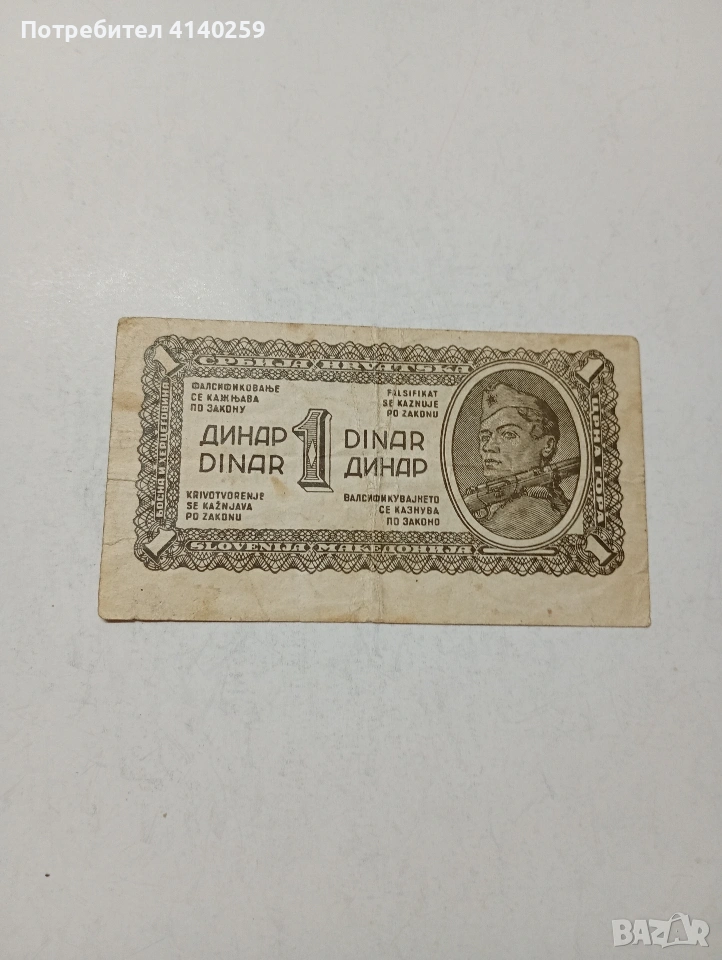 Потребител 4140259
СРБИЈА HRVATSKA
БОСНА И ХЕРЦЕГОВИНА
ЦРНА ГОРА
SLOVENIJA МАКЕДОНИЈА
1
1
1
1
ФАЛСИФИКОВАЊЕ
СЕ КАЖЊАВА
ПО ЗАКОНУ
FALSIFIKAT
SE KAZNUJE
PO ZAKONU
ДИНАР 1 DINAR
DINAR ДИНАР
KRIVOTVORENJE
SE KAŽNJAVA
PO ZAKONU
ВАЛСИФИКУВАЈНЕТО
СЕ КАЗНУВА
ПО ЗАКОНО
BAZAR